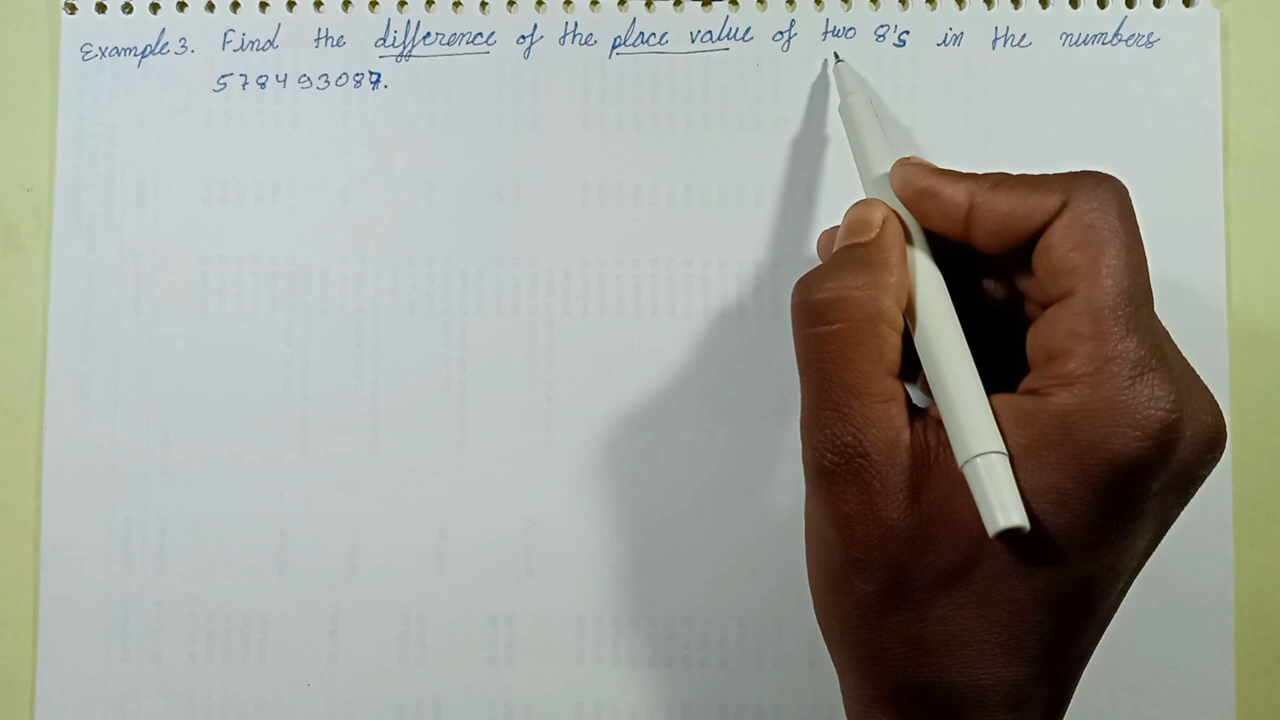 Example 3. Find the difference of the place value of two 8's in the numbers
578493087.